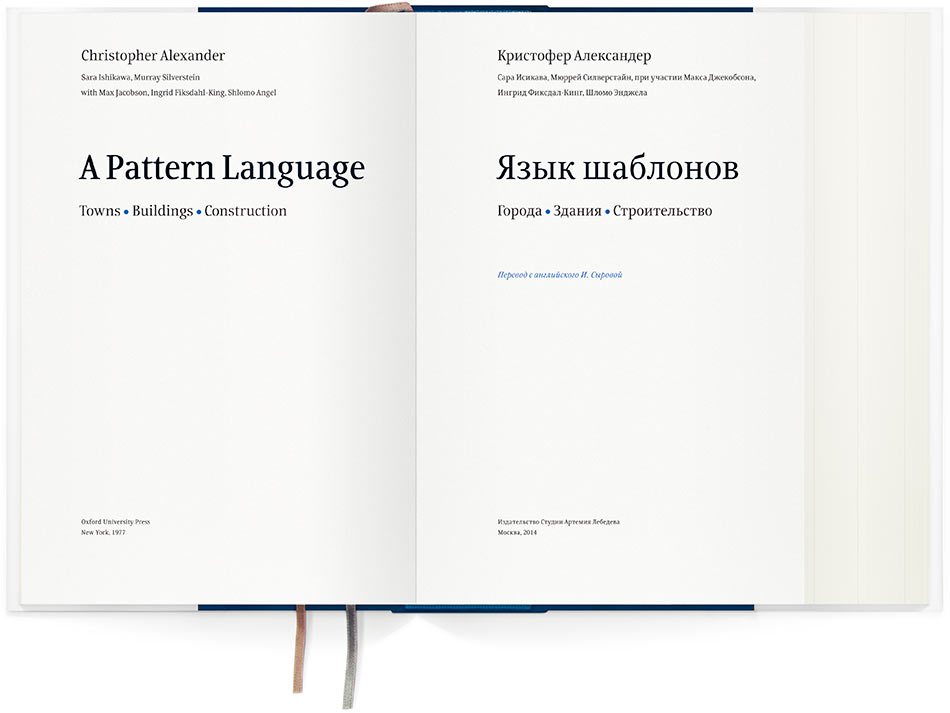 Christopher Alexander
Sara Ishikawa, Murray Silverstein
with Max Jacobson, Ingrid Fiksdahl-King, Shlomo Angel
A Pattern Language
Towns • Buildings • Construction
Oxford University Press
New York, 1977
Кристофер Александер
Сара Исикава, Мюррей Силверстайн, при участии Макса Джекобсона,
Ингрид Фиксдал-Кинг, Шломо Энджела
Язык шаблонов
Города • Здания • Строительство
Перевод с английского И. Сыровой
Издательство Студии Артемия Лебедева
Москва, 2014